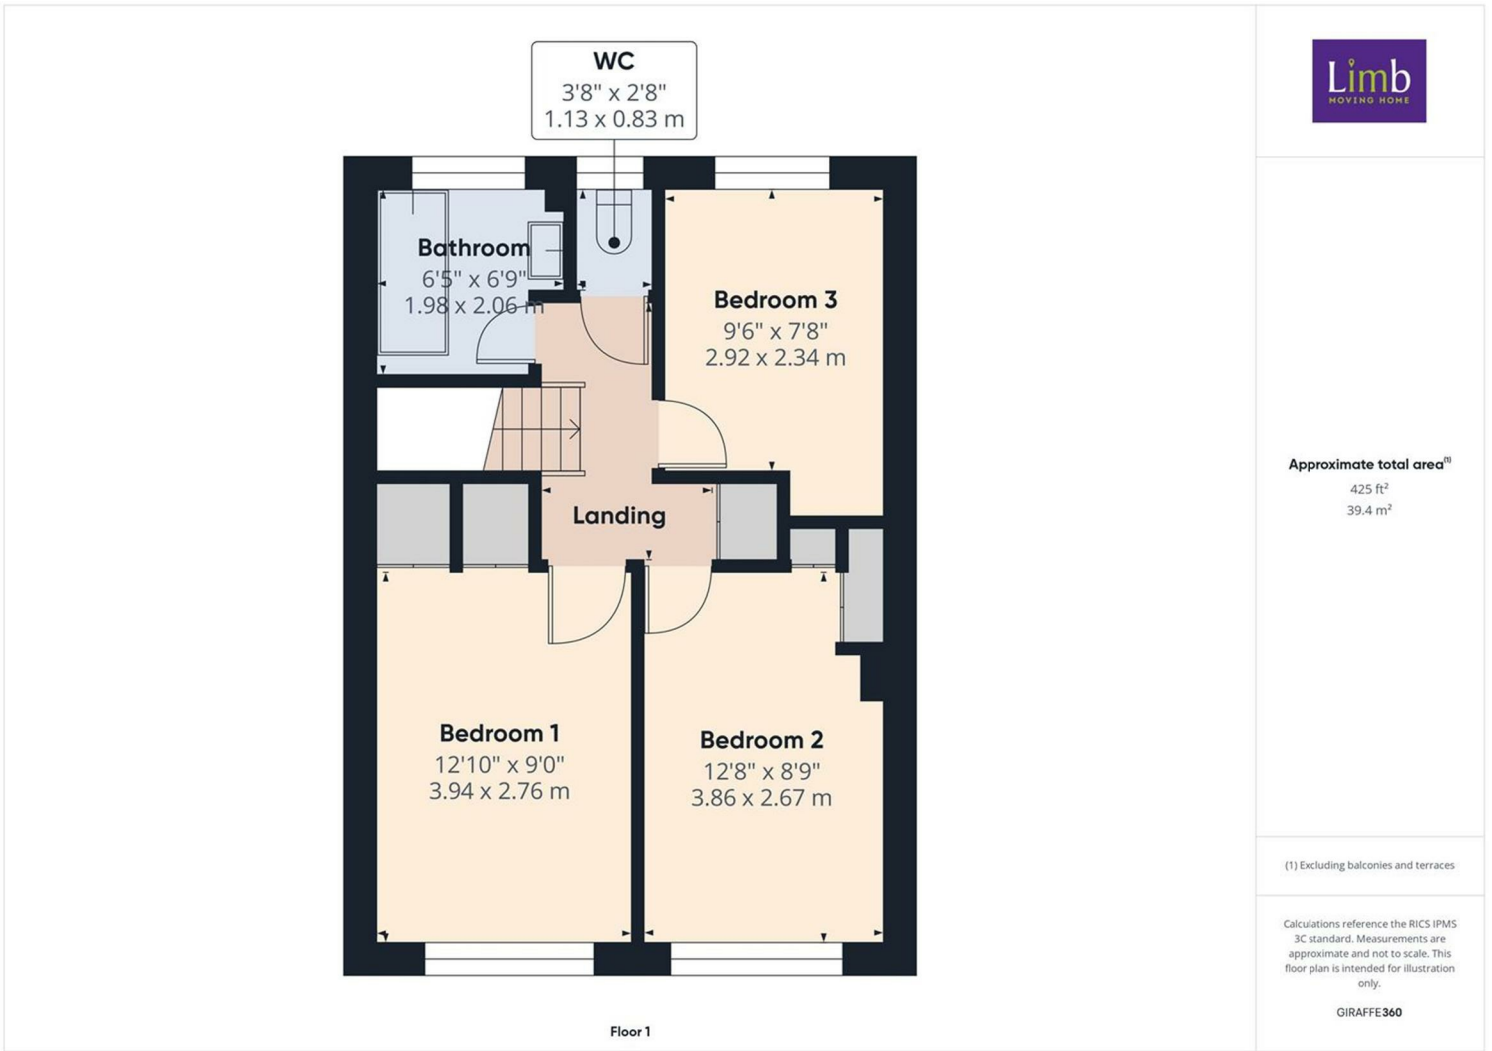 WC
3'8" x 2'8"
1.13 x 0.83 m
Limb
MOVING HOME
Bathroom
6'5" x 6'9"
1.98 x 2.06 m
Bedroom 3
9'6" x 7'8"
2.92 x 2.34 m
Landing
Approximate total area⁽¹⁾
425 ft²
39.4 m²
Bedroom 1
12'10" x 9'0"
3.94 x 2.76 m
Bedroom 2
12'8" x 8'9"
3.86 x 2.67 m
(1) Excluding balconies and terraces
Calculations reference the RICS IPMS
3C standard. Measurements are
approximate and not to scale. This
floor plan is intended for illustration
only.
GIRAFFE360
Floor 1